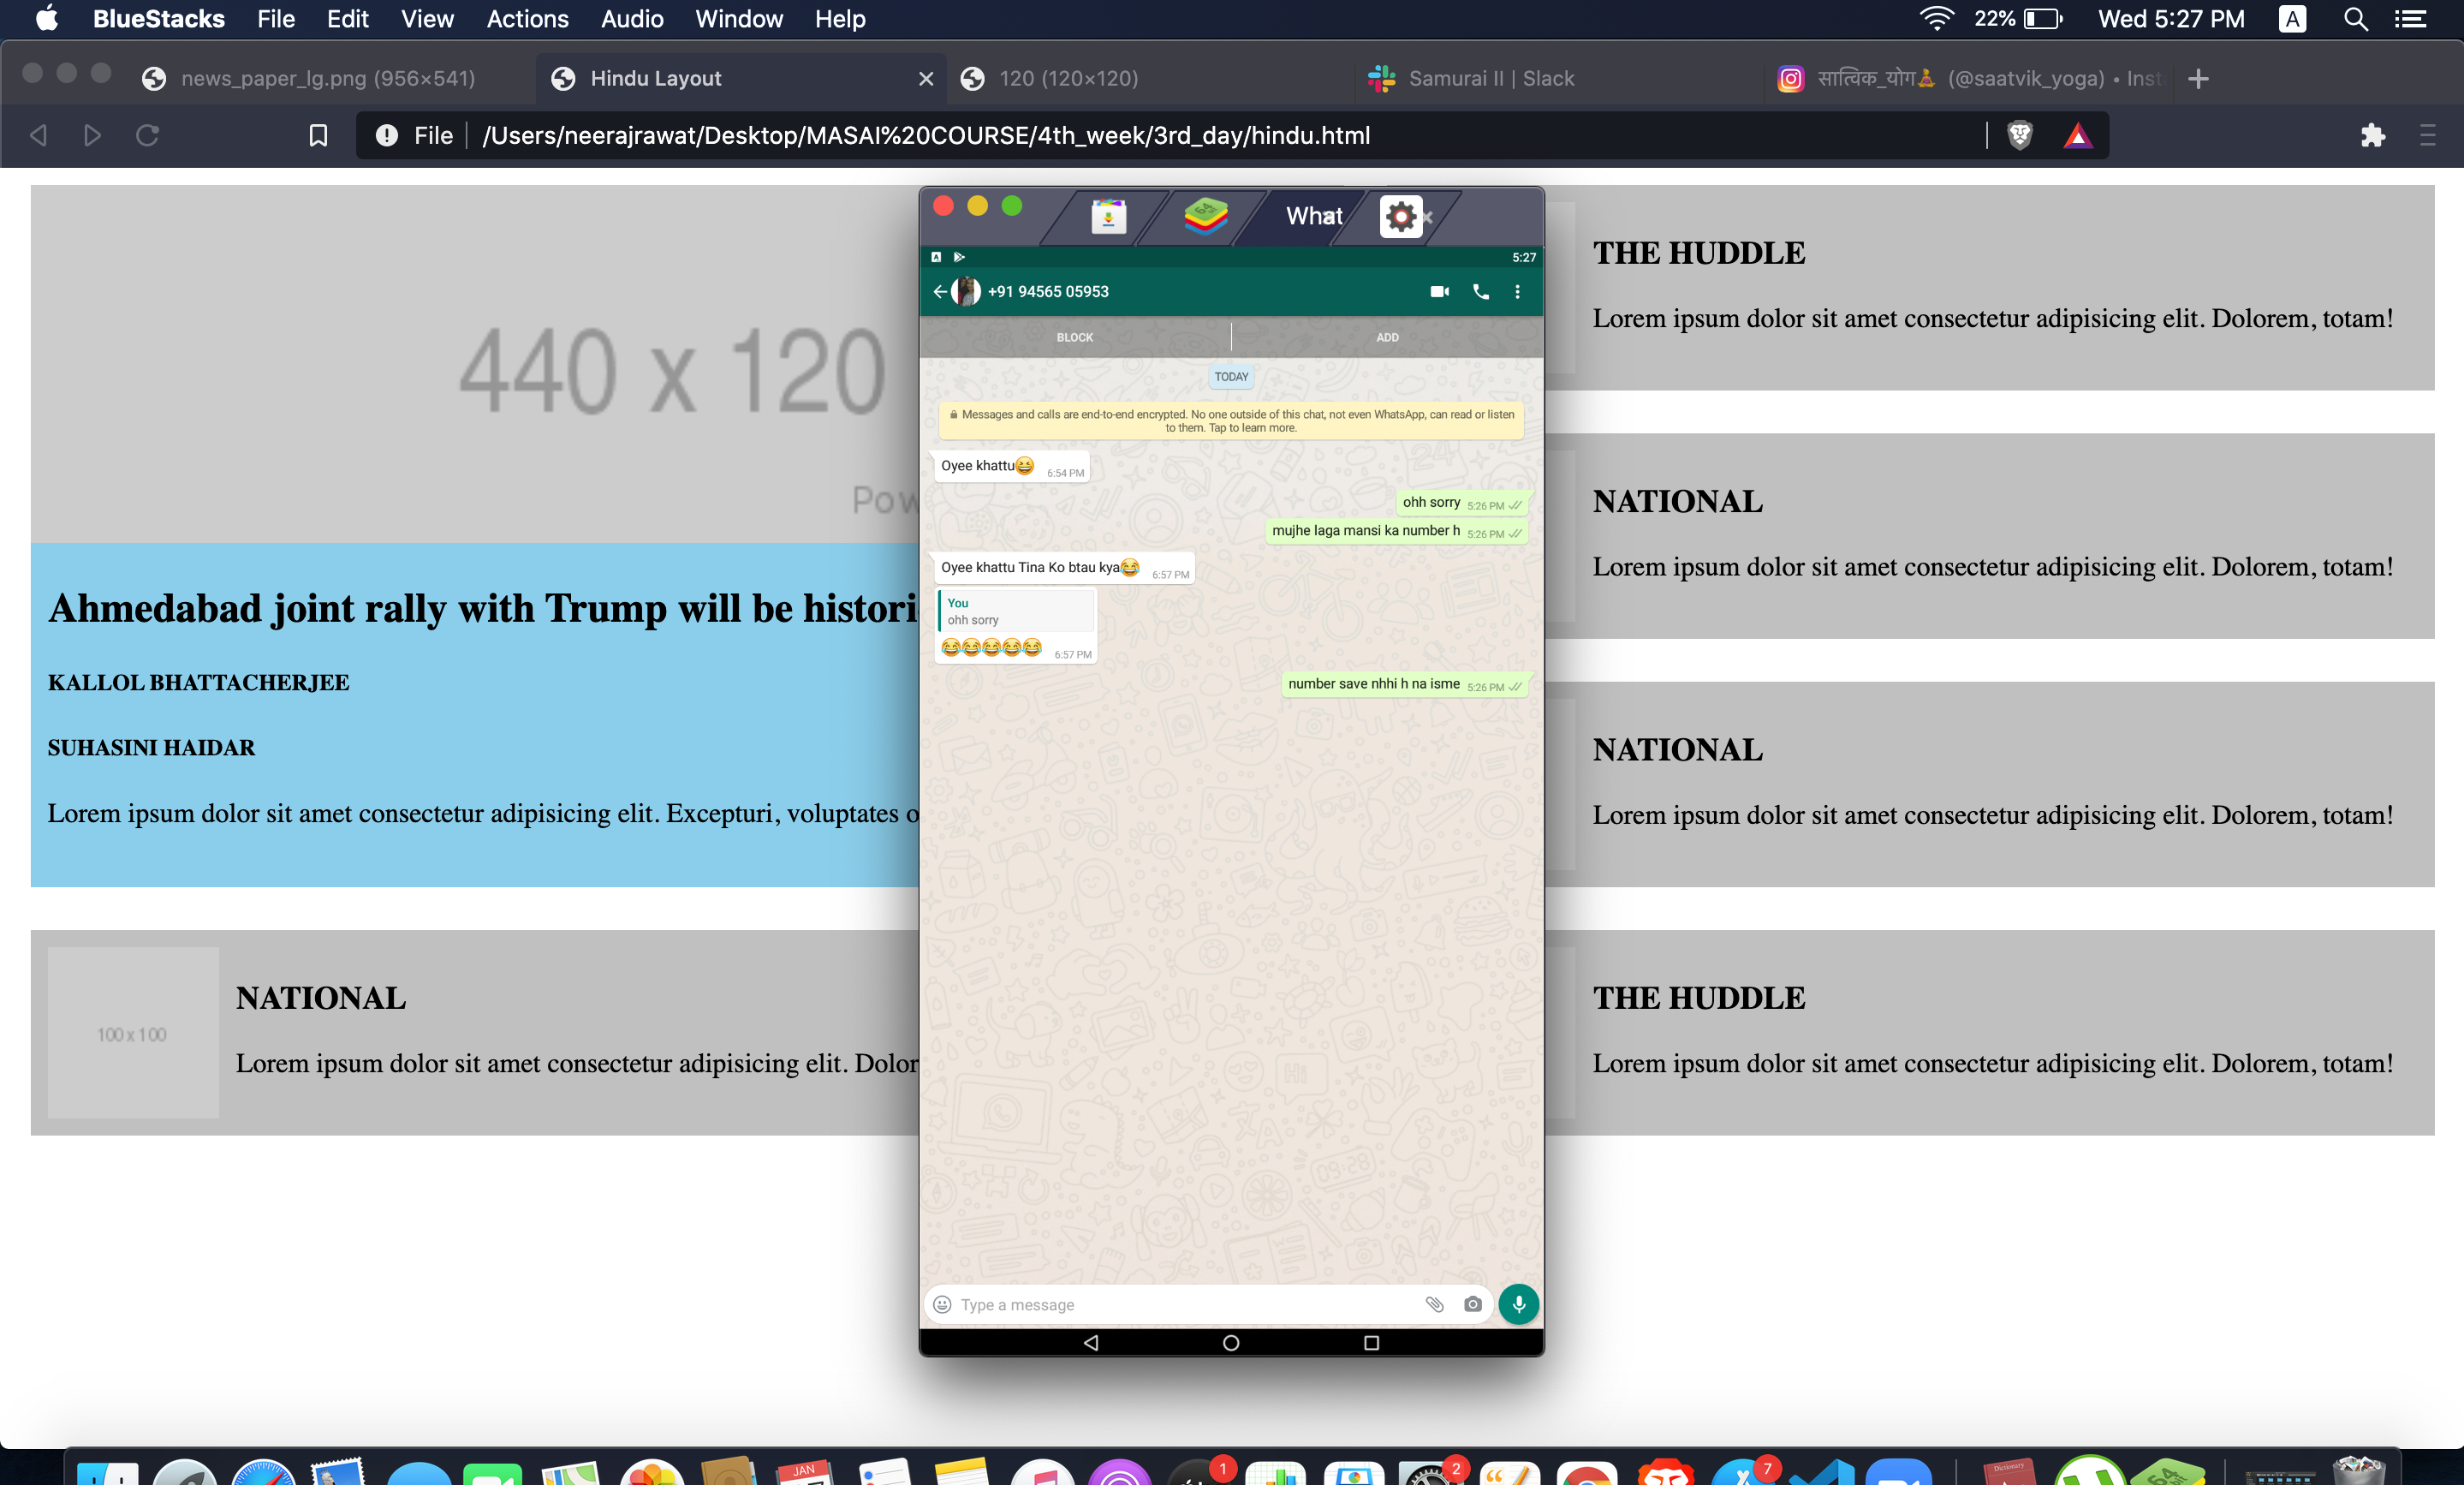 BlueStacks File Edit View Actions Audio Window Help 22% Wed 5:27 PM A
news_paper_lg.png (956×541) Hindu Layout 120 (120×120) Samurai II | Slack सात्विक_योग🧘 (@saatvik_yoga) • Inst
File /Users/neerajrawat/Desktop/MASAI%20COURSE/4th_week/3rd_day/hindu.html
440 x 120
Pow
Ahmedabad joint rally with Trump will be histori
KALLOL BHATTACHERJEE
SUHASINI HAIDAR
Lorem ipsum dolor sit amet consectetur adipisicing elit. Excepturi, voluptates o
100 x 100
NATIONAL
Lorem ipsum dolor sit amet consectetur adipisicing elit. Dolor
What
5:27
+91 94565 05953
BLOCK ADD
TODAY
Messages and calls are end-to-end encrypted. No one outside of this chat, not even WhatsApp, can read or listen
to them. Tap to learn more.
Oyee khattu😆 6:54 PM
ohh sorry 5:26 PM
mujhe laga mansi ka number h 5:26 PM
Oyee khattu Tina Ko btau kya😂 6:57 PM
You
ohh sorry
😂😂😂😂😂 6:57 PM
number save nhhi h na isme 5:26 PM
Type a message
THE HUDDLE
Lorem ipsum dolor sit amet consectetur adipisicing elit. Dolorem, totam!
NATIONAL
Lorem ipsum dolor sit amet consectetur adipisicing elit. Dolorem, totam!
NATIONAL
Lorem ipsum dolor sit amet consectetur adipisicing elit. Dolorem, totam!
THE HUDDLE
Lorem ipsum dolor sit amet consectetur adipisicing elit. Dolorem, totam!
JAN
1
2
7
Dictionary
64